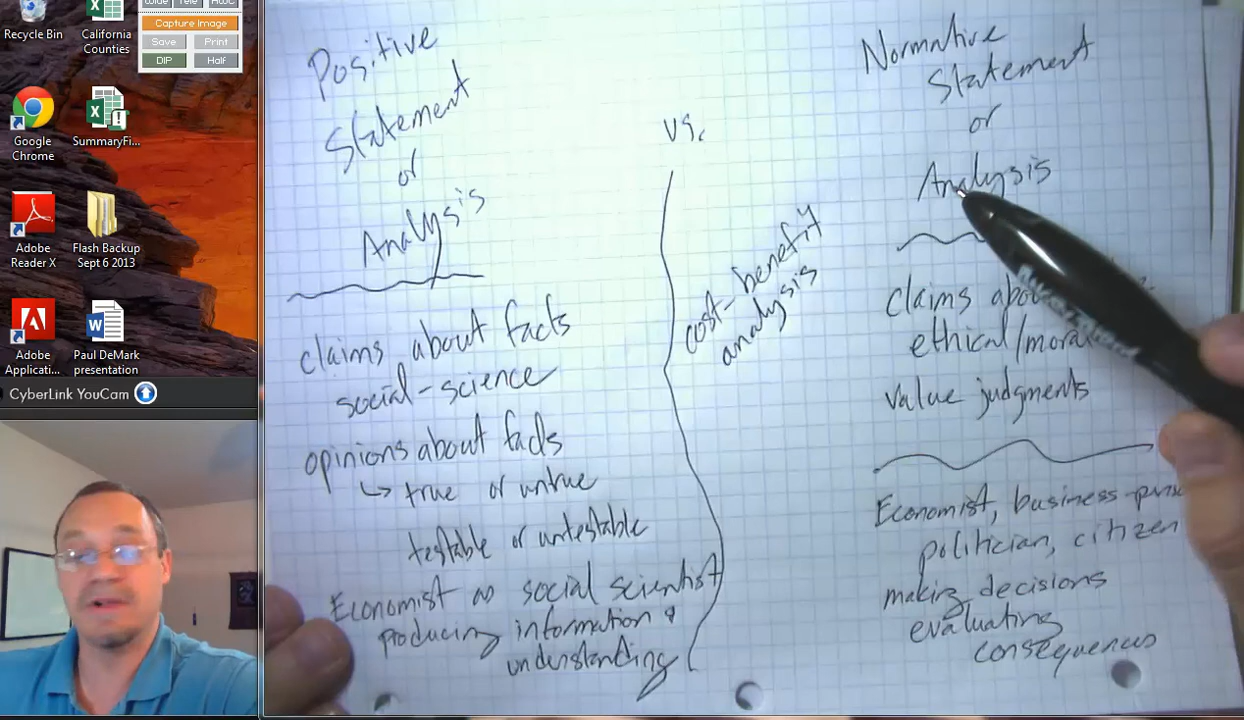 Wide Tele HWC
Capture Image
Save Print
DIP Half
Recycle Bin
California
Counties
Google
Chrome
SummaryFi...
Adobe
Reader X
Flash Backup
Sept 6 2013
Adobe
Applicati...
Paul DeMark
presentation
CyberLink YouCam
Positive
Statement
or
Analysis
claims about facts
social-science
opinions about facts
↳ true or untrue
testable or untestable
Economist as social scientist
producing information &
understanding
vs.
cost-benefit
analysis
Normative
Statement
or
Analysis
claims
ethical/moral
value judgments
Economist, business
politician, citizen
making decisions
evaluating
consequences